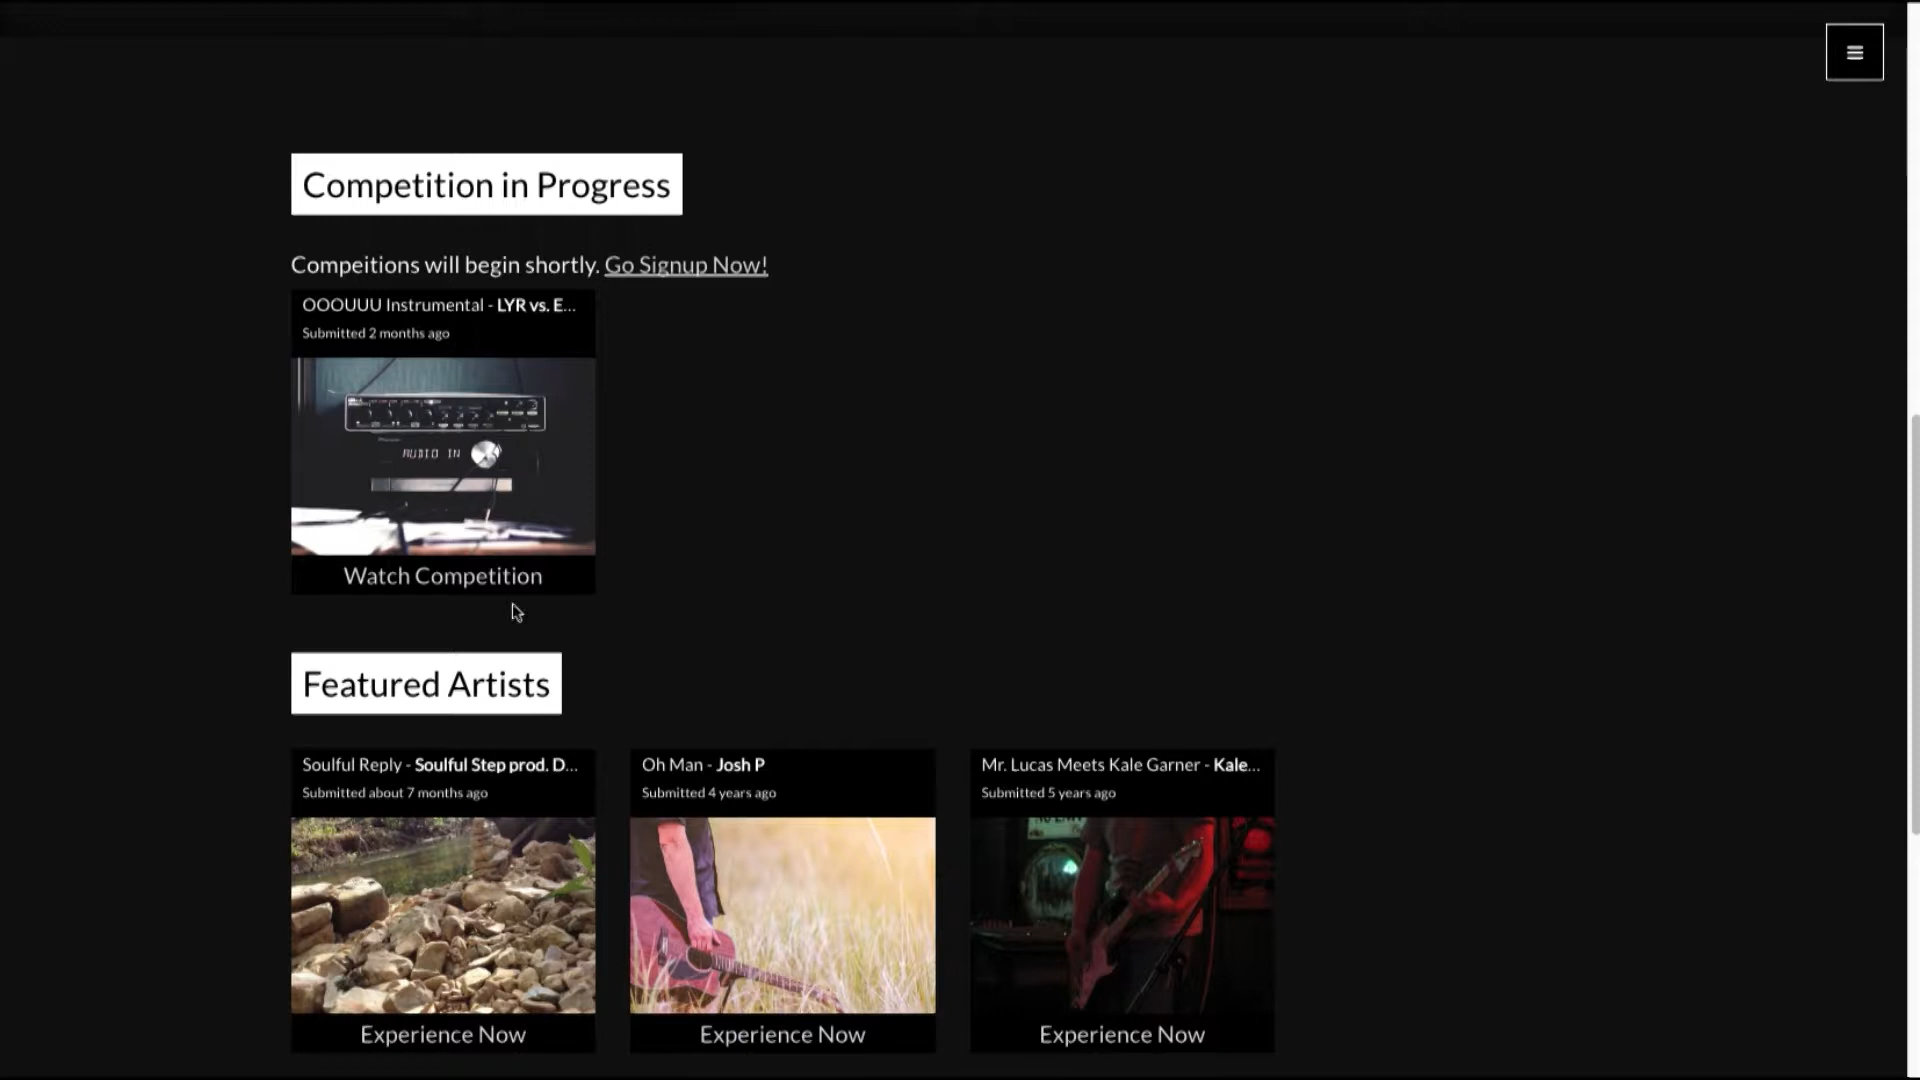 Competition in Progress
Compeitions will begin shortly. Go Signup Now!
OOOUUU Instrumental - LYR vs. E...
Submitted 2 months ago
AUDIO IN
Watch Competition
Featured Artists
Soulful Reply - Soulful Step prod. D...
Submitted about 7 months ago
Experience Now
Oh Man - Josh P
Submitted 4 years ago
Experience Now
Mr. Lucas Meets Kale Garner - Kale...
Submitted 5 years ago
Experience Now